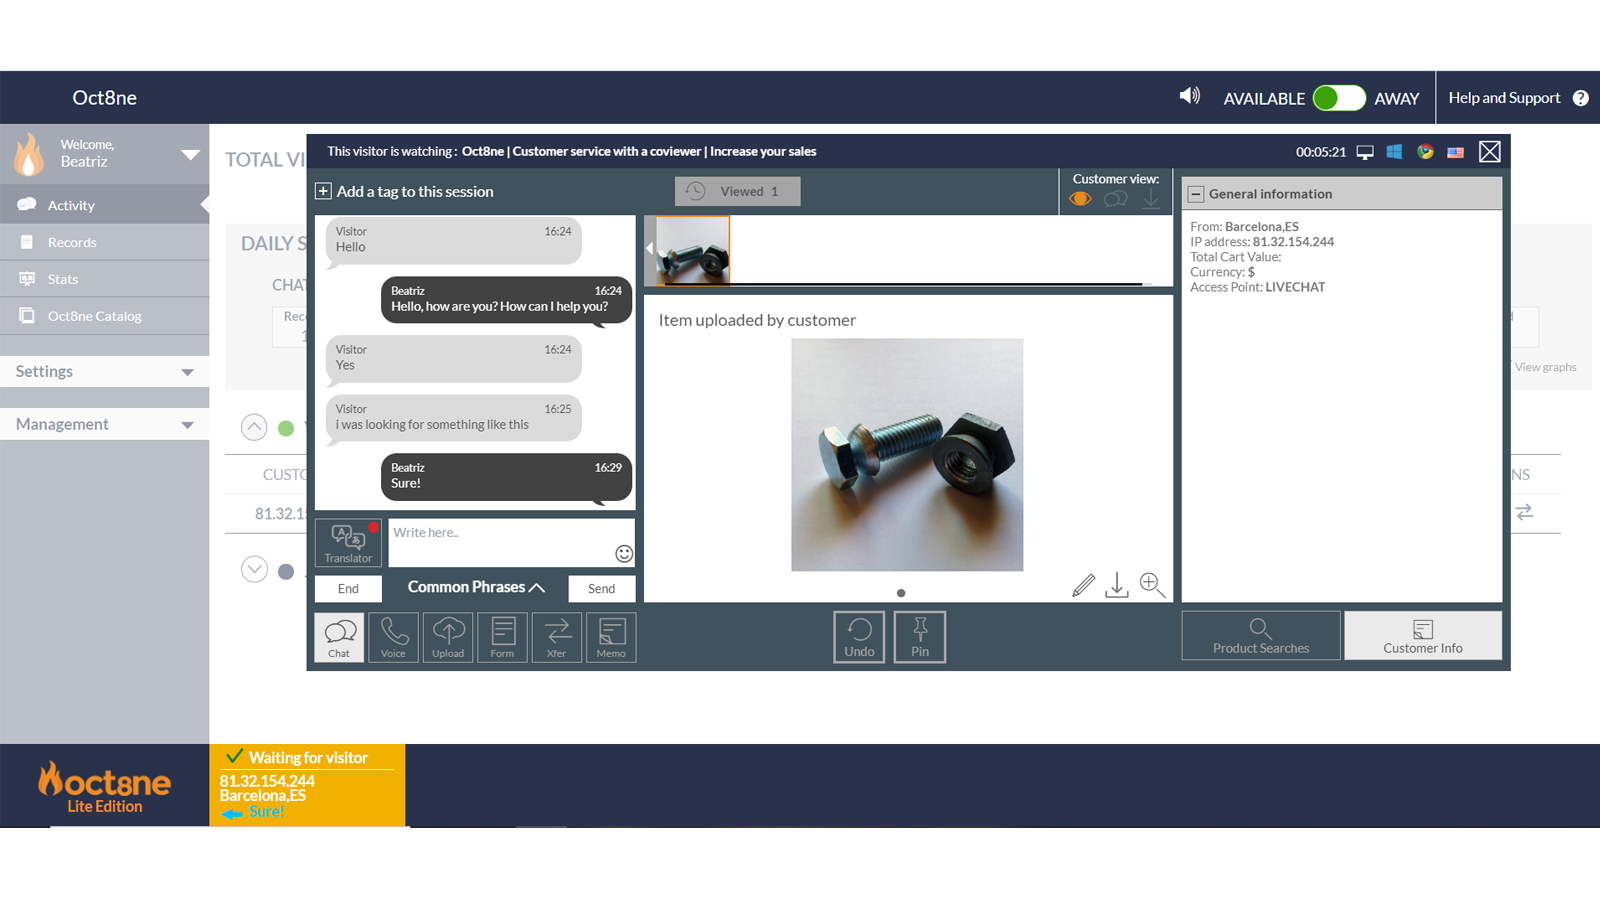 Oct8ne
AVAILABLE
AWAY
Help and Support
?
Welcome,
Beatriz
Activity
Records
Stats
Oct8ne Catalog
Settings
Management
TOTAL VI
DAILY S
CHAT
Rec
1
CUSTO
81.32.15
View graphs
NS
This visitor is watching : Oct8ne | Customer service with a coviewer | Increase your sales
00:05:21
Add a tag to this session
Viewed 1
Customer view:
Visitor 16:24
Hello
Beatriz 16:24
Hello, how are you? How can I help you?
Visitor 16:24
Yes
Visitor 16:25
i was looking for something like this
Beatriz 16:29
Sure!
Translator
Write here..
End
Common Phrases
Send
Chat
Voice
Upload
Form
Xfer
Memo
Item uploaded by customer
Undo
Pin
General information
From: Barcelona,ES
IP address: 81.32.154.244
Total Cart Value:
Currency: $
Access Point: LIVECHAT
Product Searches
Customer Info
oct8ne
Lite Edition
Waiting for visitor
81.32.154.244
Barcelona,ES
Sure!